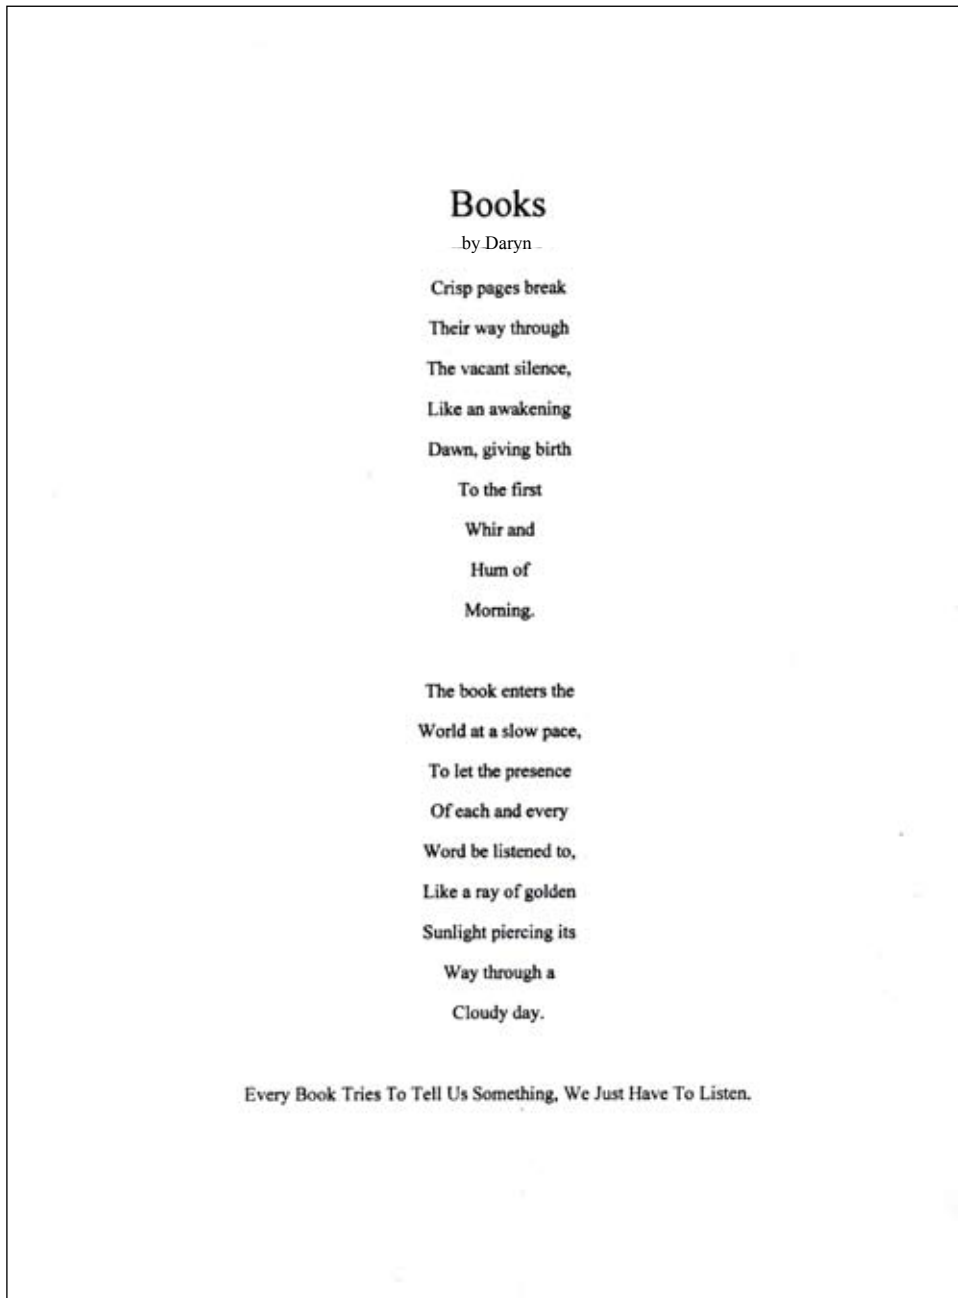 Books
by Daryn
Crisp pages break
Their way through
The vacant silence,
Like an awakening
Dawn, giving birth
To the first
Whir and
Hum of
Morning.
The book enters the
World at a slow pace,
To let the presence
Of each and every
Word be listened to,
Like a ray of golden
Sunlight piercing its
Way through a
Cloudy day.
Every Book Tries To Tell Us Something, We Just Have To Listen.